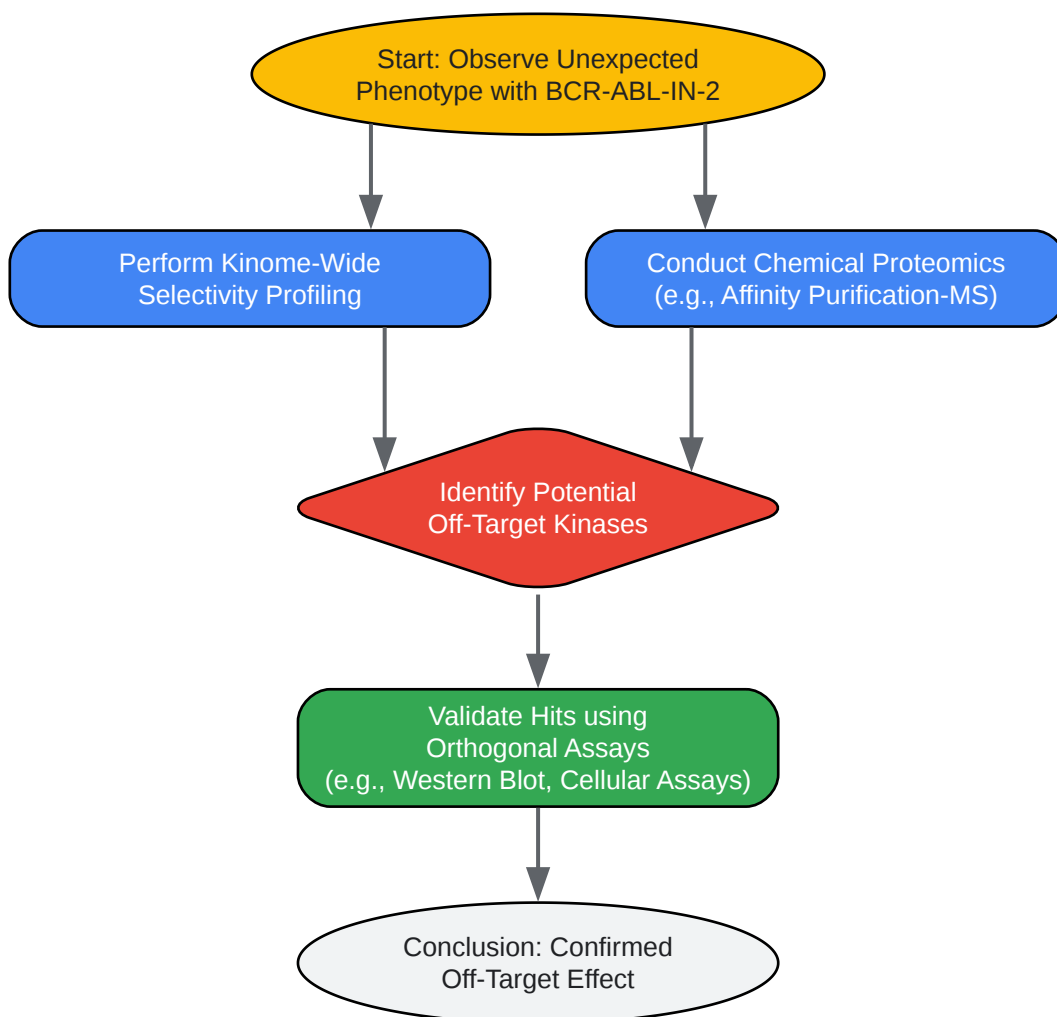 Start: Observe Unexpected
Phenotype with BCR-ABL-IN-2
Perform Kinome-Wide
Selectivity Profiling
Conduct Chemical Proteomics
(e.g., Affinity Purification-MS)
Identify Potential
Off-Target Kinases
Validate Hits using
Orthogonal Assays
(e.g., Western Blot, Cellular Assays)
Conclusion: Confirmed
Off-Target Effect